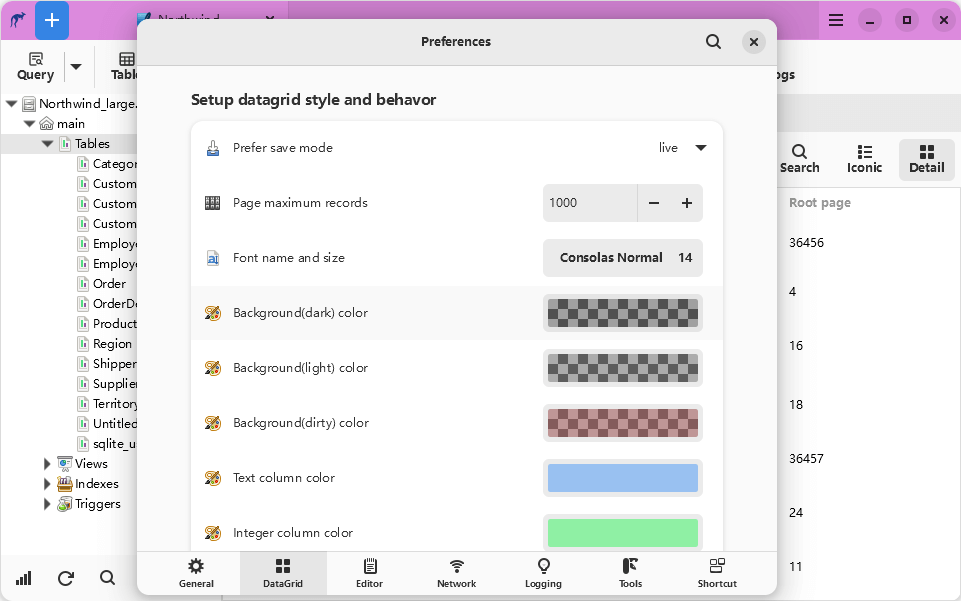 Northwind
Preferences
Query
Table
ogs
Northwind_large.
main
Tables
Categor
Custom
Custom
Custom
Employe
Employe
Order
OrderDe
Product
Region
Shipper
Supplier
Territory
Untitled
sqlite_u
Views
Indexes
Triggers
Setup datagrid style and behavor
Prefer save mode
live
Page maximum records
1000
Font name and size
Consolas Normal 14
Background(dark) color
Background(light) color
Background(dirty) color
Text column color
Integer column color
General
DataGrid
Editor
Network
Logging
Tools
Shortcut
Search
Iconic
Detail
Root page
36456
4
16
18
36457
24
11